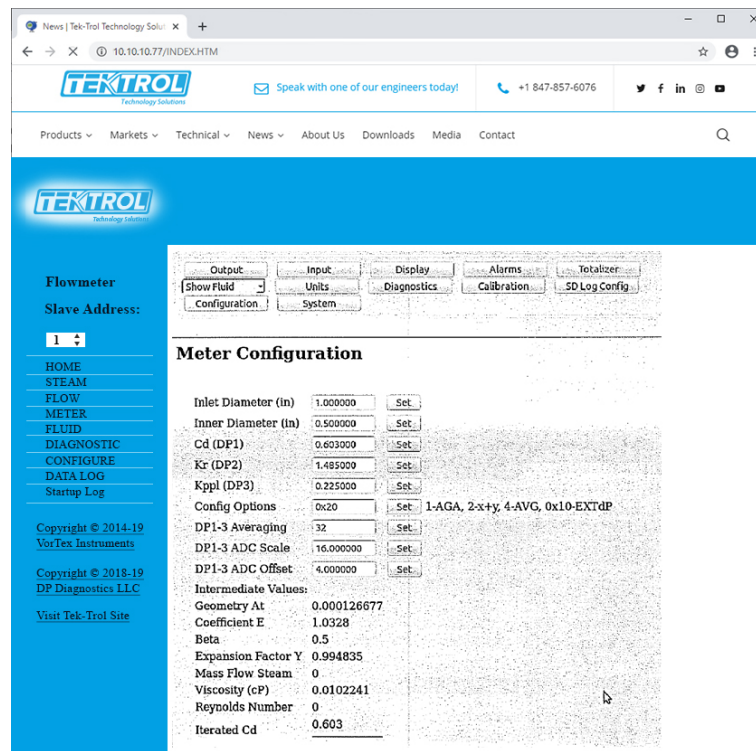 News | Tek-Trol Technology Solut
10.10.10.77/INDEX.HTM
TEKTROL
Technology Solutions
Speak with one of our engineers today!
+1 847-857-6076
Products Markets Technical News About Us Downloads Media Contact
TEKTROL
Technology Solutions
Flowmeter
Slave Address:
1
HOME
STEAM
FLOW
METER
FLUID
DIAGNOSTIC
CONFIGURE
DATA LOG
Startup Log
Copyright © 2014-19
VorTex Instruments
Copyright © 2018-19
DP Diagnostics LLC
Visit Tek-Trol Site
Output Input Display Alarms Totalizer
Show Fluid Units Diagnostics Calibration SD Log Config
Configuration System
Meter Configuration
Inlet Diameter (in) 1.000000 Set
Inner Diameter (in) 0.500000 Set
Cd (DP1) 0.603000 Set
Kr (DP2) 1.485000 Set
Kppl (DP3) 0.225000 Set
Config Options 0x20 Set 1-AGA, 2-x+y, 4-AVG, 0x10-EXTdP
DP1-3 Averaging 32 Set
DP1-3 ADC Scale 16.000000 Set
DP1-3 ADC Offset 4.000000 Set
Intermediate Values:
Geometry At 0.000126677
Coefficient E 1.0328
Beta 0.5
Expansion Factor Y 0.994835
Mass Flow Steam 0
Viscosity (cP) 0.0102241
Reynolds Number 0
Iterated Cd 0.603